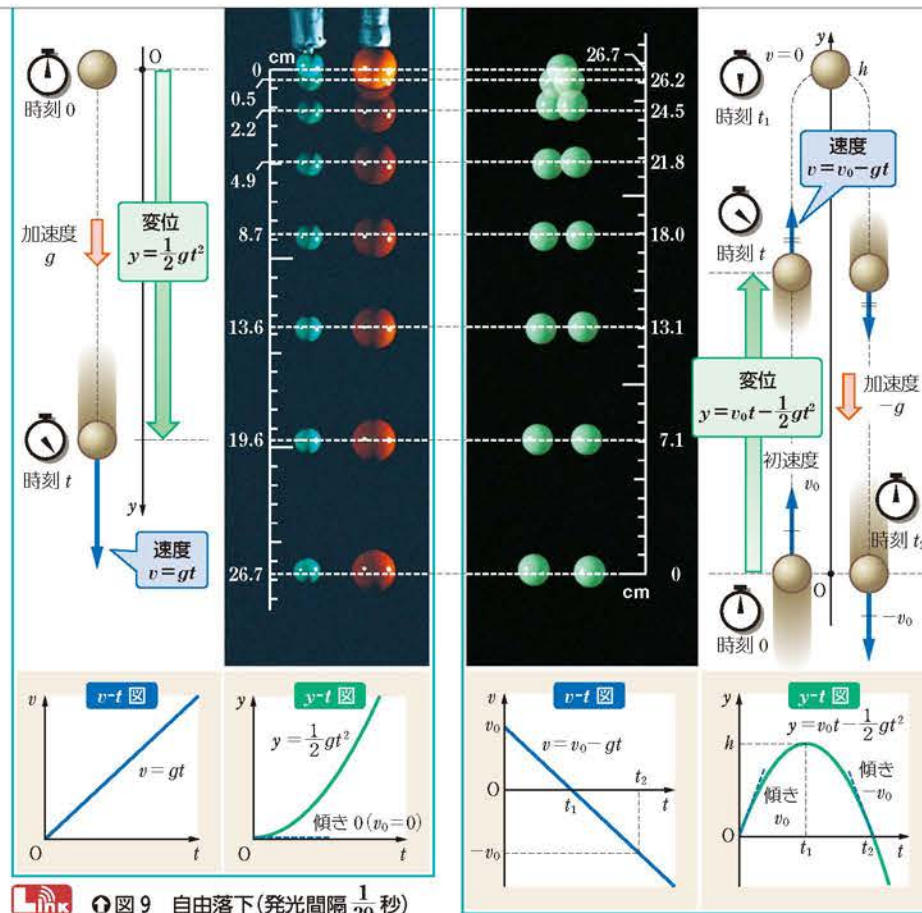 時刻 0
O
加速度
g
変位
y=1/2 gt²
時刻 t
y
速度
v=gt
cm
0
0.5
2.2
4.9
8.7
13.6
19.6
26.7
26.7
26.2
24.5
21.8
18.0
13.1
7.1
0
cm
v=0
y
h
時刻 t₁
速度
v=v₀−gt
時刻 t
変位
y=v₀t−1/2 gt²
加速度
−g
初速度
v₀
時刻 0
O
−v₀
v-t 図
v
v=gt
O
t
y-t 図
y
y=1/2 gt²
傾き 0(v₀=0)
O
t
v-t 図
v
v₀
v=v₀−gt
t₂
O
t₁
t
−v₀
y-t 図
y
y=v₀t−1/2 gt²
h
傾き
−v₀
傾き
v₀
O
t₁
t₂
t
Link
図9 自由落下(発光間隔
秒)